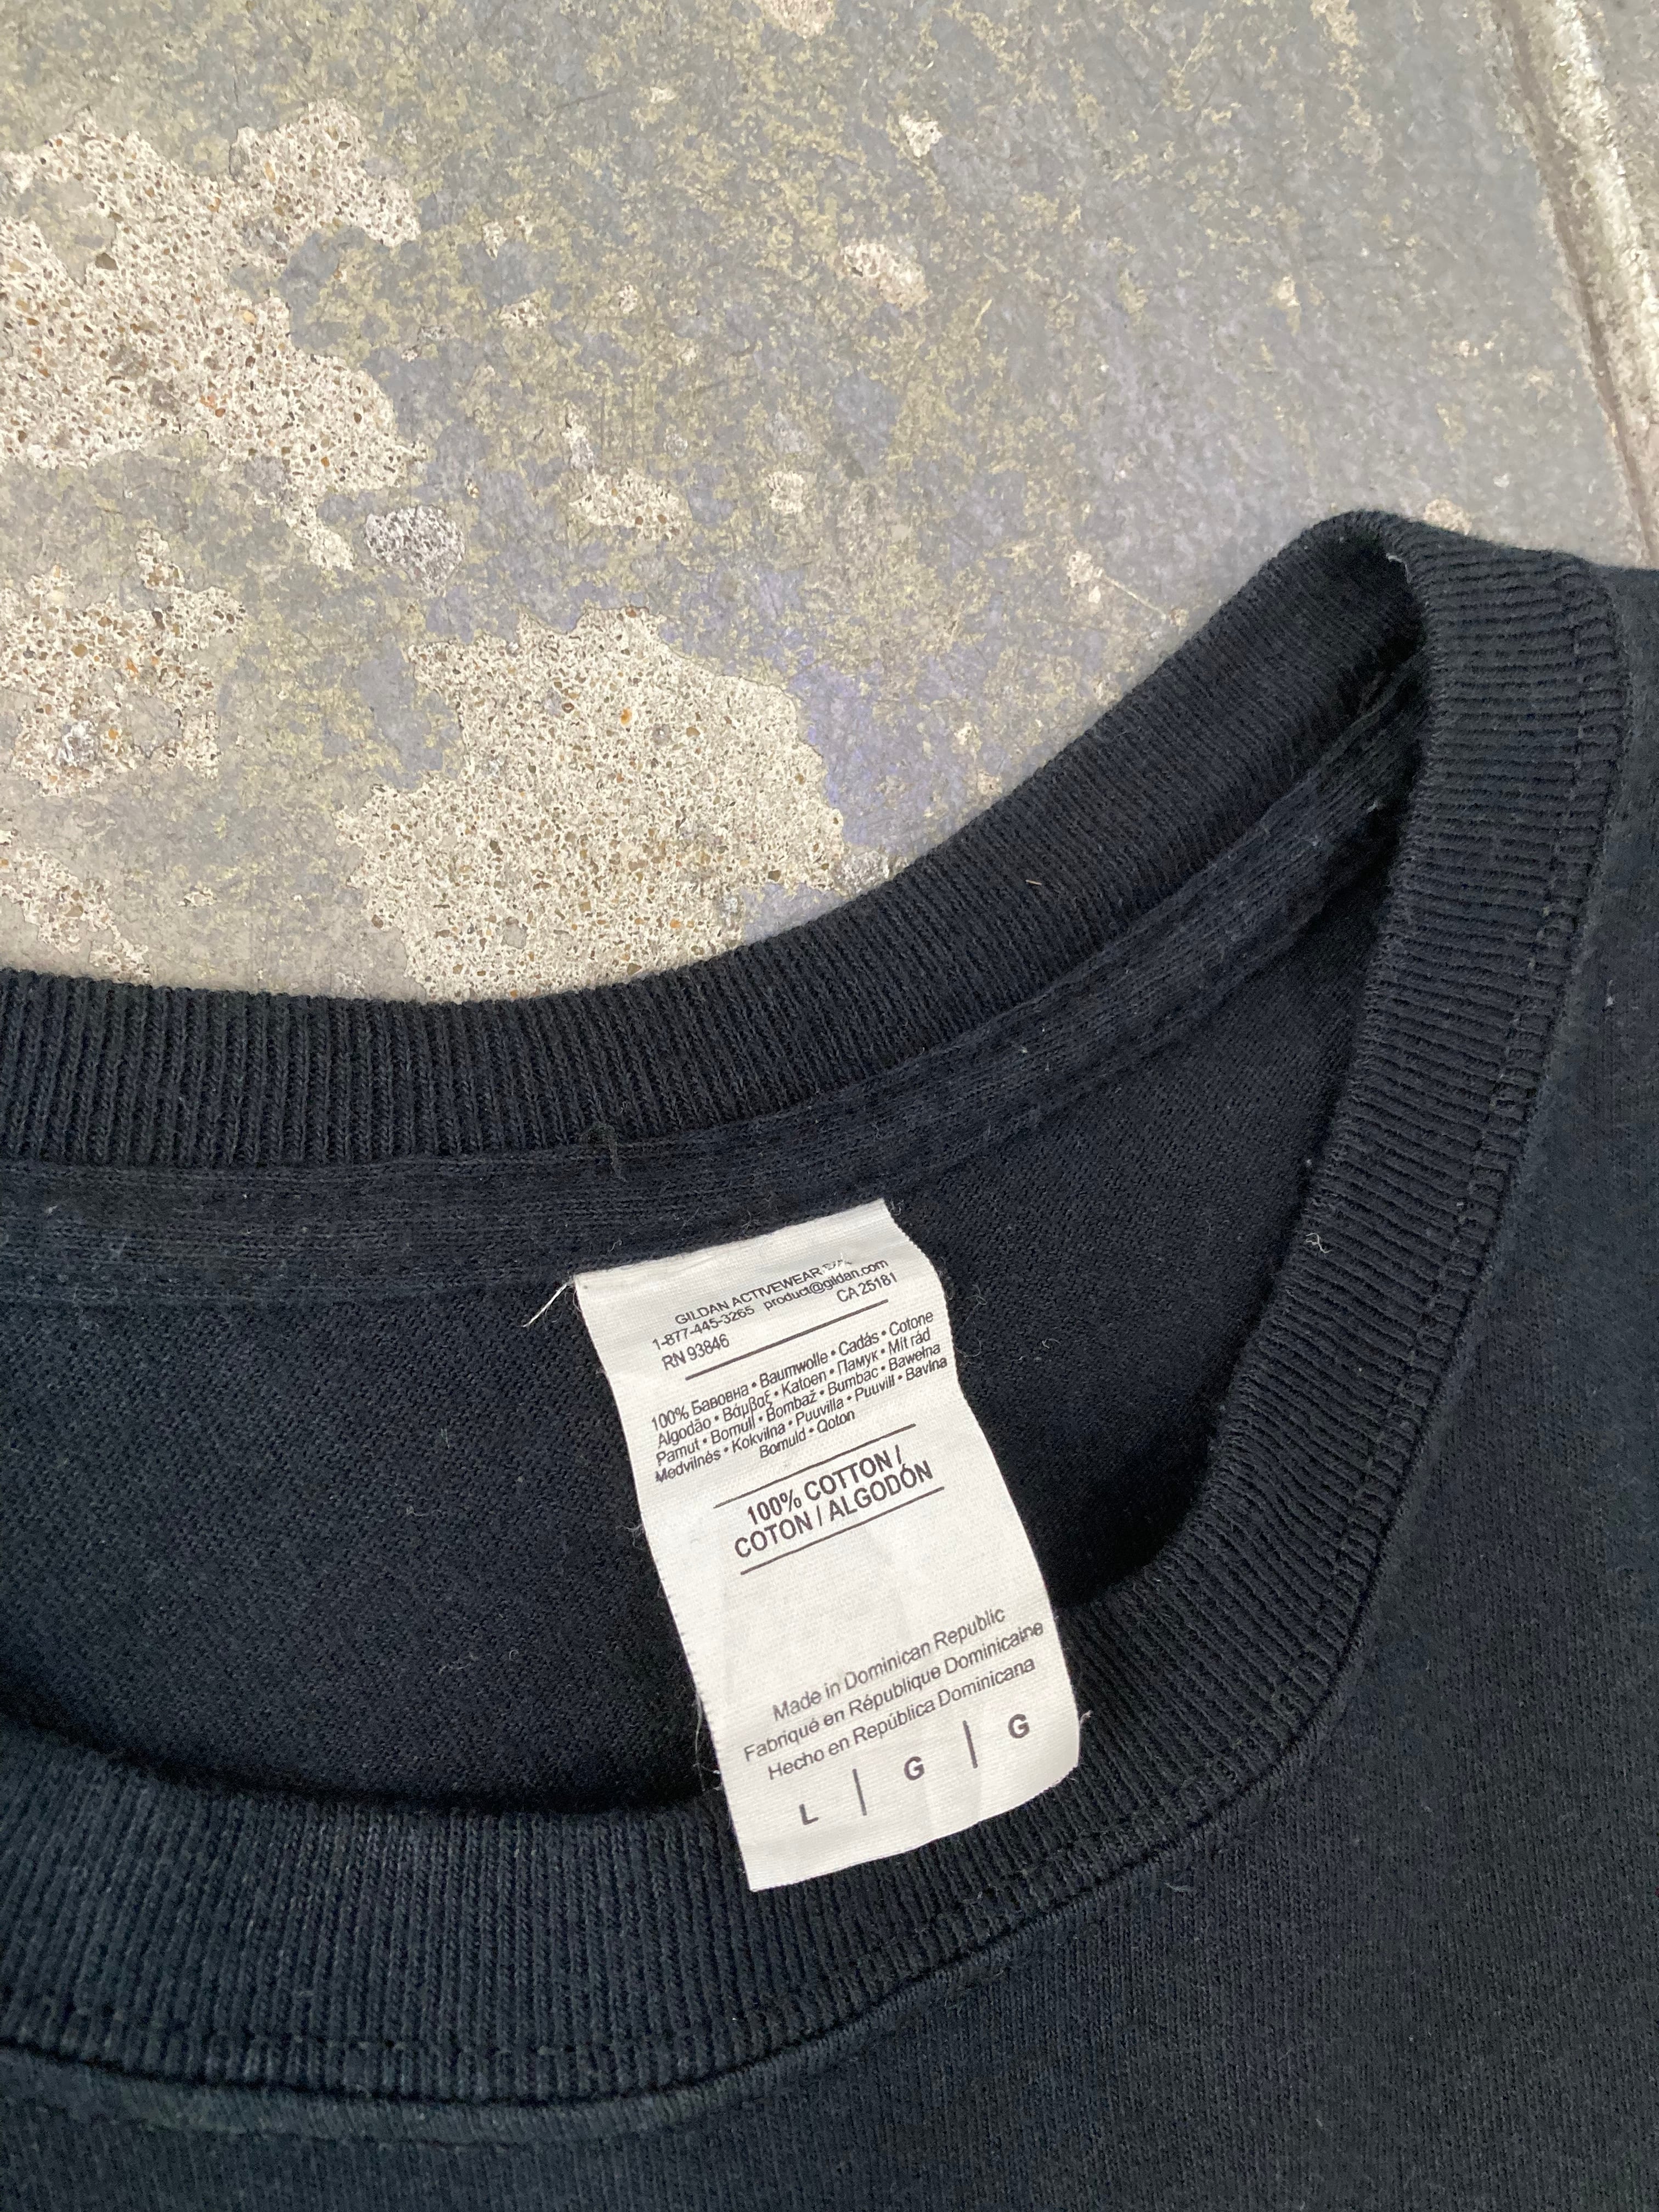 GILDAN ACTIVEWEAR
1-877-445-3265 product@gildan.com
RN 93846 CA 25181
100% Бавовна • Baumwolle • Cadás • Cotone
Algodão • Βάμβαξ • Katoen • Памук • Mit rád
Pamut • Bomull • Bombaž • Bumbac • Bawełna
Medvilnės • Kokvilna • Puuvilla • Puuvill • Bavlna
Bomuld • Qoton
100% COTTON /
COTON / ALGODÓN
Made in Dominican Republic
Fabriqué en République Dominicaine
Hecho en República Dominicana
L | G | G